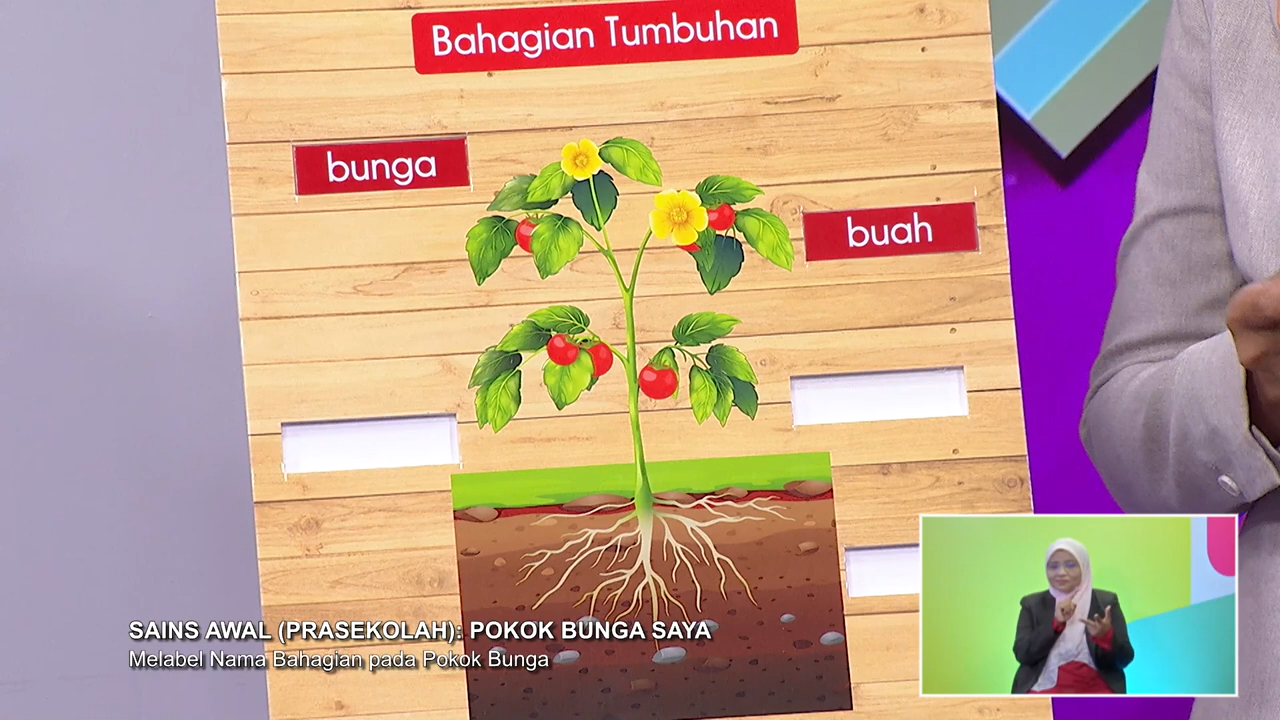 Bahagian Tumbuhan
bunga
buah
SAINS AWAL (PRASEKOLAH): POKOK BUNGA SAYA
Melabel Nama Bahagian pada Pokok Bunga